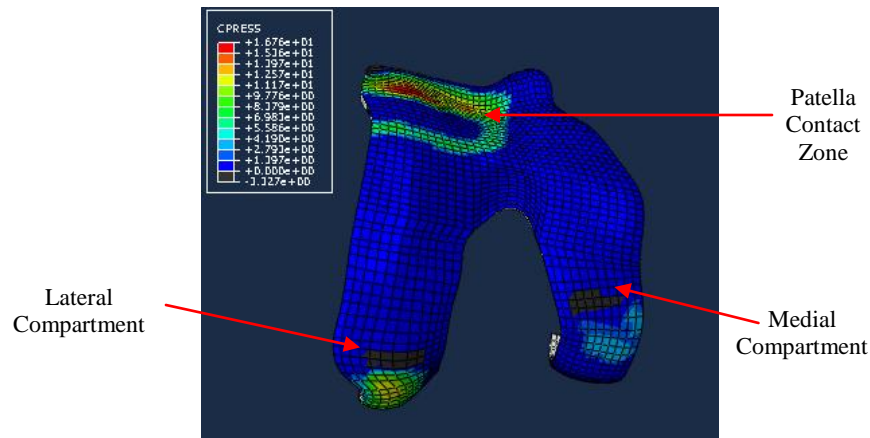 CPRESS
+1.676e+01
+1.536e+01
+1.397e+01
+1.257e+01
+1.117e+01
+9.776e+00
+8.379e+00
+6.983e+00
+5.586e+00
+4.190e+00
+2.793e+00
+1.397e+00
+0.000e+00
-3.327e+00
Patella
Contact
Zone
Lateral
Compartment
Medial
Compartment